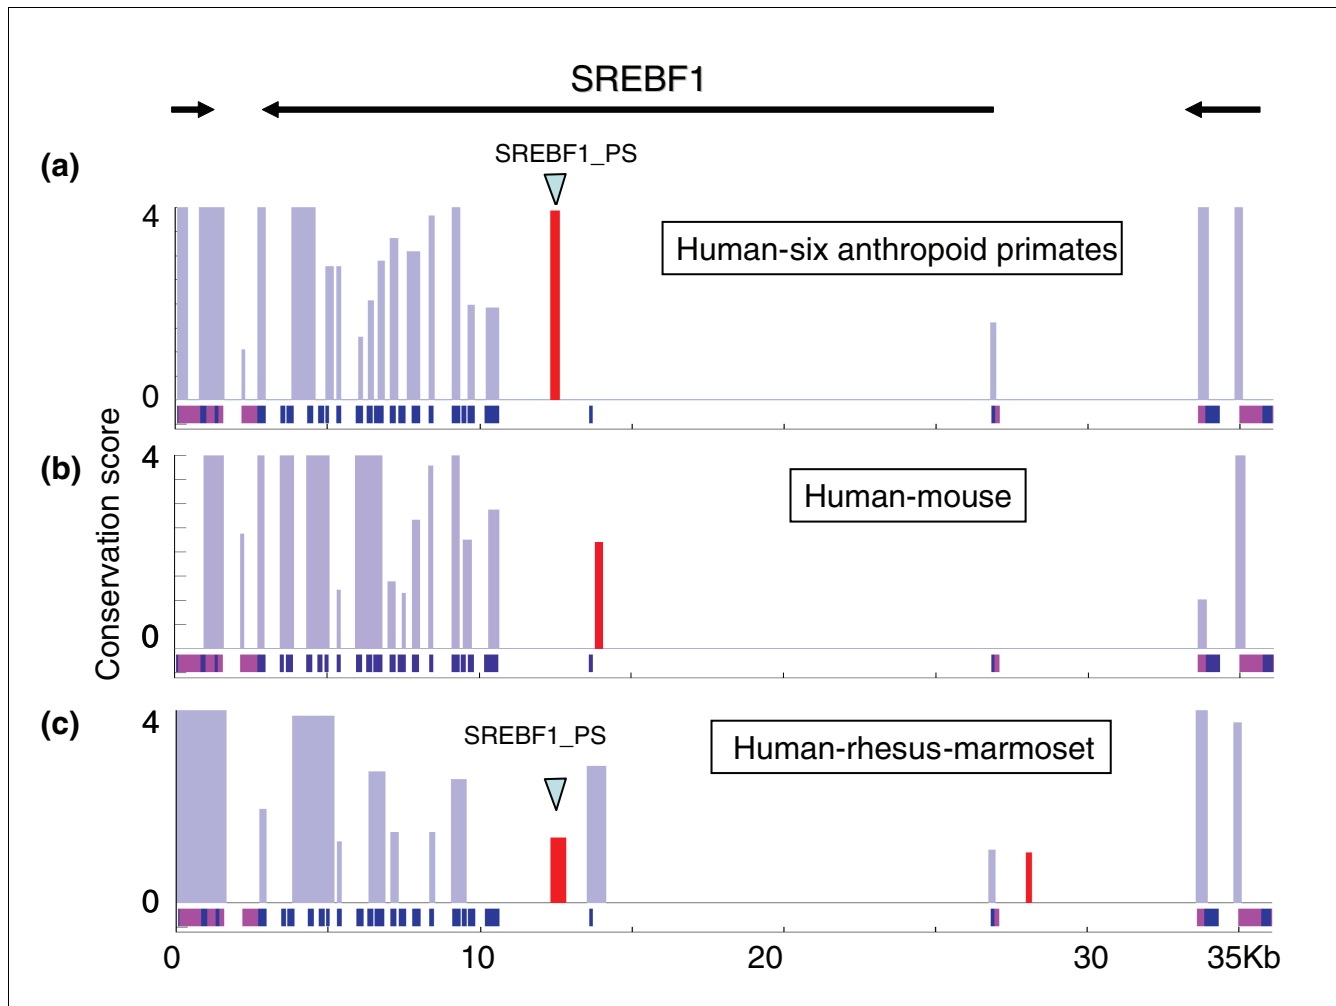 SREBF1
(a)
SREBF1_PS
4
Human-six anthropoid primates
0
(b)
4
Human-mouse
Conservation score
0
(c)
4
SREBF1_PS
Human-rhesus-marmoset
0
0 10 20 30 35Kb